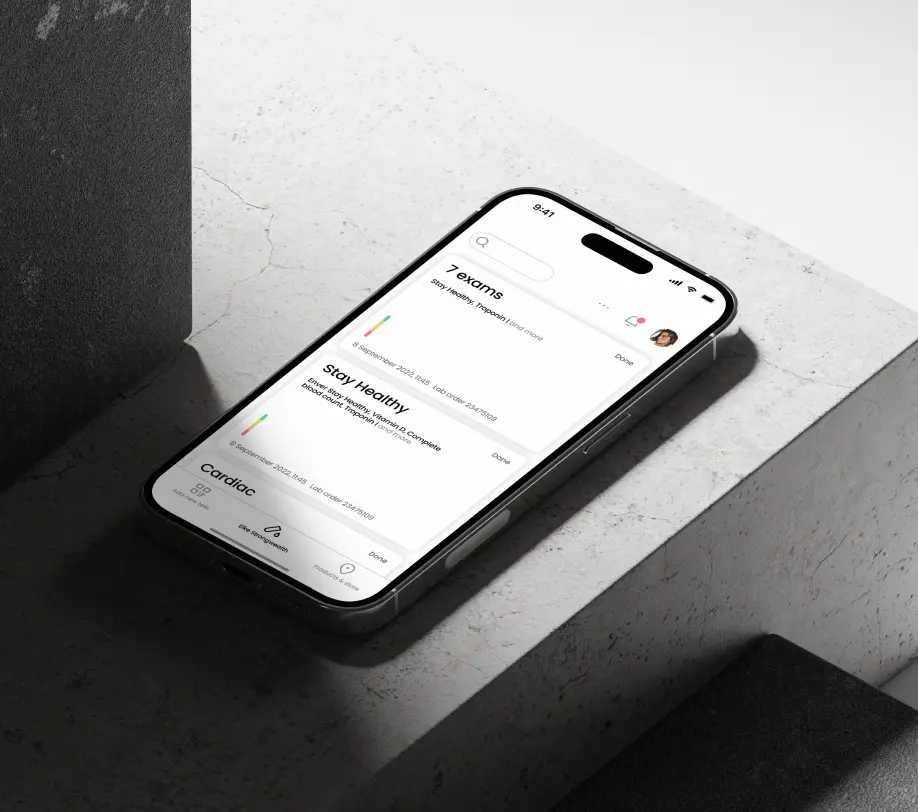 9:41
7 exams
Stay Healthy, Troponin I and more
Done
8 September 2022, 11:45 Lab order 23475109
Stay Healthy
Enver Stay Healthy, Vitamin D, Complete
blood count, Troponin I and more
Done
8 September 2022, 11:45 Lab order 23475109
Cardiac
Done
Add new test
Elke Strongwealth
Products & store